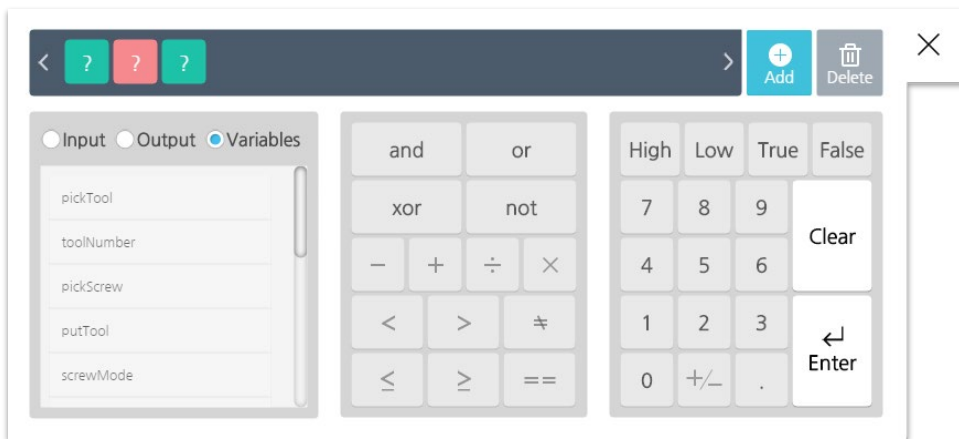 ? ? ?
Add
Delete
Input Output Variables
pickTool
toolNumber
pickScrew
putTool
screwMode
and or
xor not
− + ÷ ×
< > ≠
≤ ≥ ==
High Low True False
7 8 9
Clear
4 5 6
1 2 3
Enter
0 +/− .